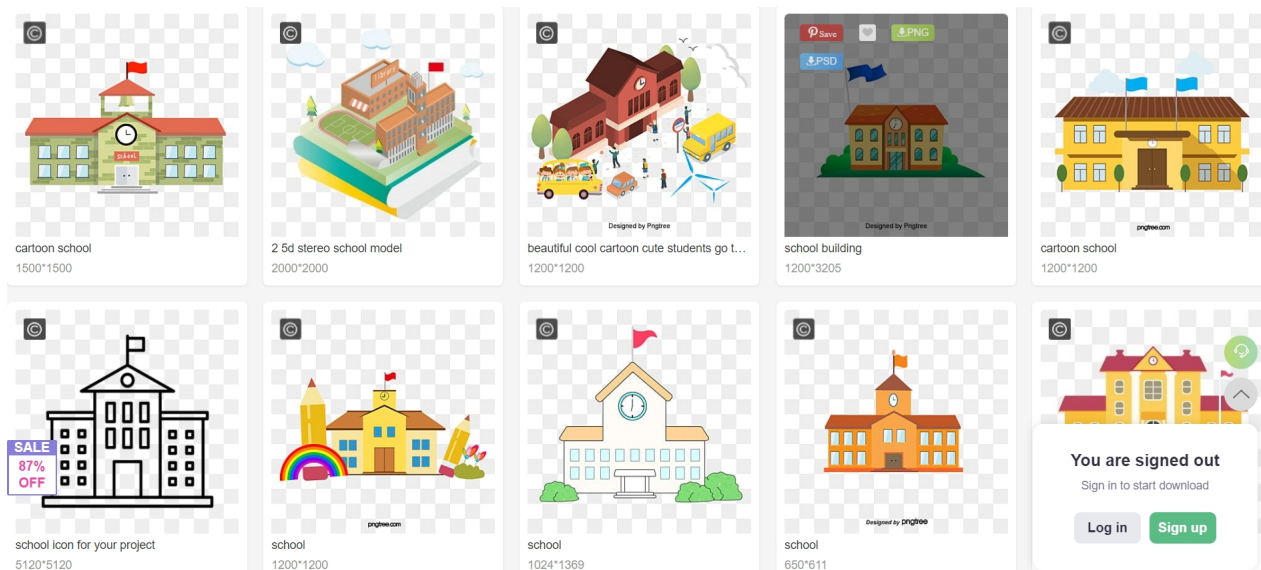 Library
school
Save
PNG
PSD
Designed by Pngtree
Designed by Pngtree
pngtree.com
cartoon school
2 5d stereo school model
beautiful cool cartoon cute students go t...
school building
cartoon school
1500*1500
2000*2000
1200*1200
1200*3205
1200*1200
SALE
87%
OFF
pngtree.com
Designed by pngtree
You are signed out
Sign in to start download
Log in
Sign up
school icon for your project
school
school
school
5120*5120
1200*1200
1024*1369
650*611